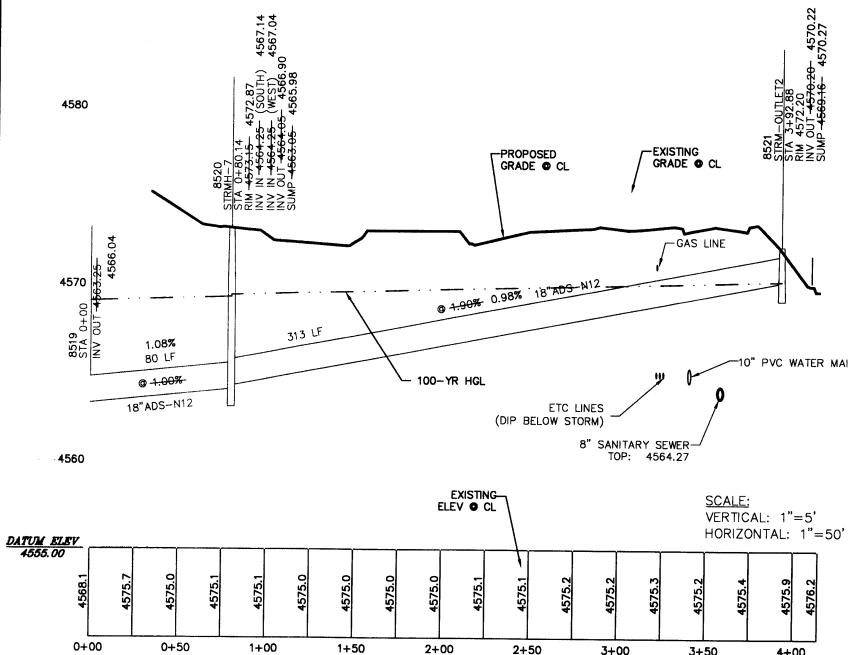 4580
4570
4560
8519
STA 0+00
INV OUT 4563.25 4566.04
8520
STRMH-7
STA 0+80.14
RIM 4573.15 4572.87
INV IN 4564.25 (SOUTH) 4567.14
INV IN 4564.25 (WEST) 4567.04
INV OUT 4564.05 4566.90
SUMP 4563.05 4565.98
PROPOSED
GRADE @ CL
EXISTING
GRADE @ CL
8521
STRM-OUTLET2
STA 3+92.88
RIM 4572.20
INV OUT 4570.20 4570.22
SUMP 4569.16 4570.27
GAS LINE
@ 1.90% 0.98% 18"ADS-N12
313 LF
1.08%
80 LF
@ 1.00%
18"ADS-N12
100-YR HGL
10" PVC WATER MAI
ETC LINES
(DIP BELOW STORM)
8" SANITARY SEWER
TOP: 4564.27
EXISTING
ELEV @ CL
SCALE:
VERTICAL: 1"=5'
HORIZONTAL: 1"=50'
DATUM ELEV
4555.00
4568.1 4575.7 4575.0 4575.1 4575.1 4575.0 4575.0 4575.0 4575.0 4575.1 4575.1 4575.2 4575.2 4575.3 4575.2 4575.4 4575.9 4576.2
0+00 0+50 1+00 1+50 2+00 2+50 3+00 3+50 4+00